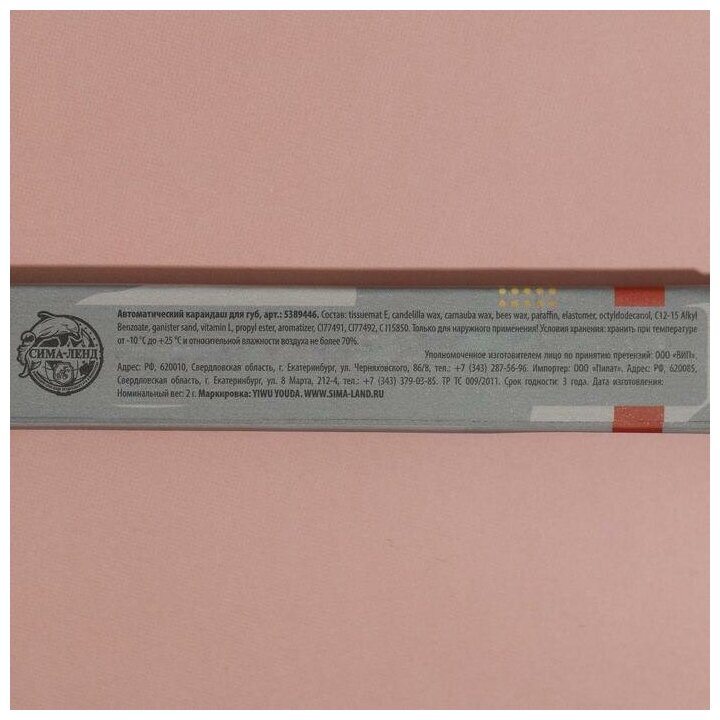 СИМА-ЛЕНД
Автоматический карандаш для губ, арт.: 5389446. Состав: tissuemat E, candelilla wax, carnauba wax, bees wax, paraffin, elastomer, octyldodecanol, C12-15 Alkyl
Benzoate, ganister sand, vitamin L, propyl ester, aromatizer, CI77491, CI77492, C I15850. Только для наружного применения! Условия хранения: хранить при температуре
от -10 °C до +25 °C и относительной влажности воздуха не более 70%.
Уполномоченное изготовителем лицо по принятию претензий: ООО «ВИП».
Адрес: РФ, 620010, Свердловская область, г. Екатеринбург, ул. Черняховского, 86/8, тел.: +7 (343) 287-56-96. Импортер: ООО «Пилат». Адрес: РФ, 620085,
Свердловская область, г. Екатеринбург, ул. 8 Марта, 212-4, тел.: +7 (343) 379-03-85. ТР ТС 009/2011. Срок годности: 3 года. Дата изготовления:
Номинальный вес: 2 г. Маркировка: YIWU YOUDA. WWW.SIMA-LAND.RU